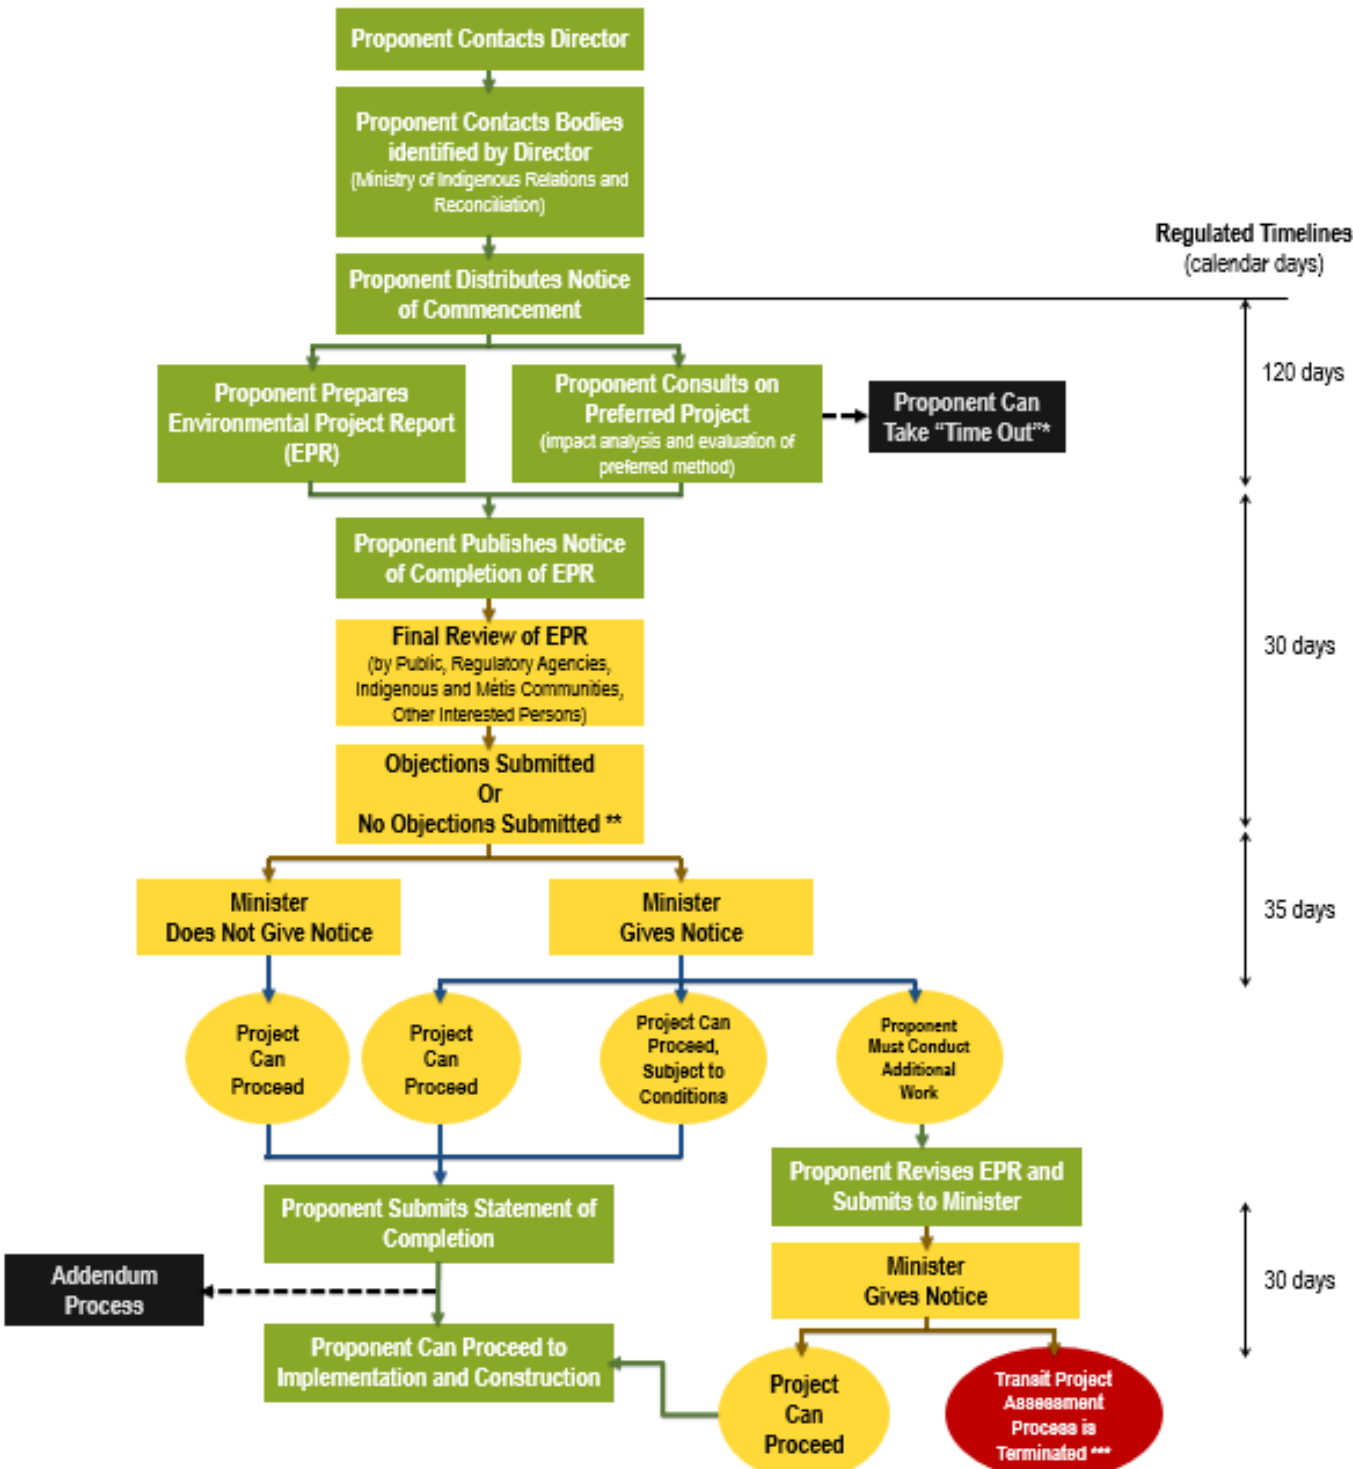 Proponent Contacts Director
Proponent Contacts Bodies
identified by Director
(Ministry of Indigenous Relations and
Reconciliation)
Regulated Timelines
(calendar days)
Proponent Distributes Notice
of Commencement
120 days
Proponent Prepares
Environmental Project Report
(EPR)
Proponent Consults on
Preferred Project
(impact analysis and evaluation of
preferred method)
Proponent Can
Take “Time Out”*
Proponent Publishes Notice
of Completion of EPR
Final Review of EPR
(by Public, Regulatory Agencies,
Indigenous and Métis Communities,
Other Interested Persons)
30 days
Objections Submitted
Or
No Objections Submitted **
Minister
Does Not Give Notice
Minister
Gives Notice
35 days
Project
Can
Proceed
Project
Can
Proceed
Project Can
Proceed,
Subject to
Conditions
Proponent
Must Conduct
Additional
Work
Proponent Revises EPR and
Submits to Minister
Proponent Submits Statement of
Completion
Minister
Gives Notice
30 days
Addendum
Process
Proponent Can Proceed to
Implementation and Construction
Project
Can
Proceed
Transit Project
Assessment
Process is
Terminated ***